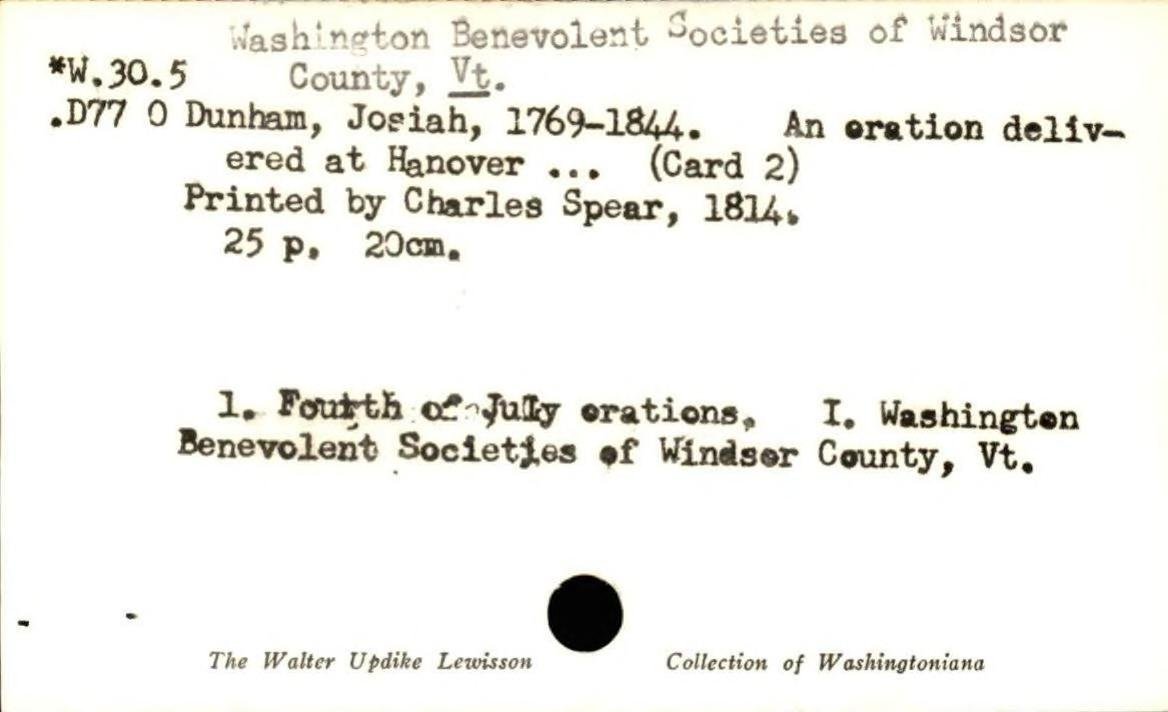 Washington Benevolent Societies of Windsor
*W.30.5 County, Vt.
.D77 O Dunham, Josiah, 1769-1844. An oration deliv-
ered at Hanover ... (Card 2)
Printed by Charles Spear, 1814.
25 p. 20cm.
1. Fourth of July orations. I. Washington
Benevolent Societies of Windsor County, Vt.
The Walter Updike Lewisson Collection of Washingtoniana